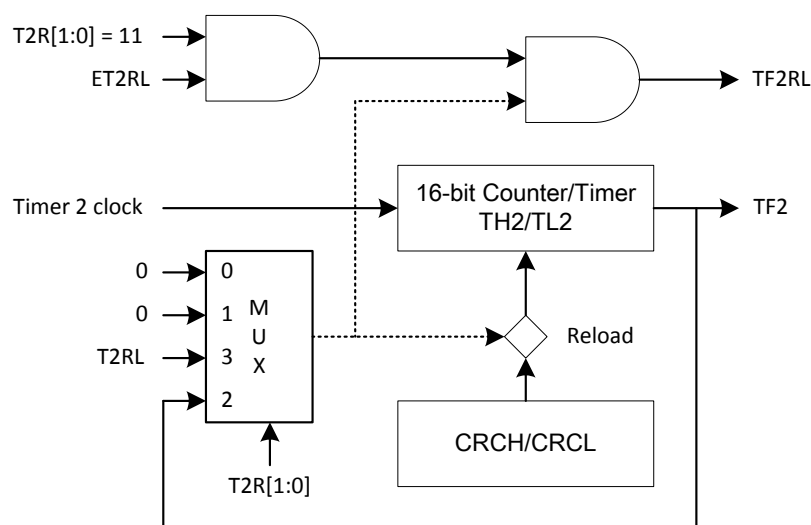 T2R[1:0] = 11
ET2RL
TF2RL
Timer 2 clock
16-bit Counter/Timer
TH2/TL2
TF2
0
0
0
1
T2RL
3
2
M
U
X
Reload
CRCH/CRCL
T2R[1:0]